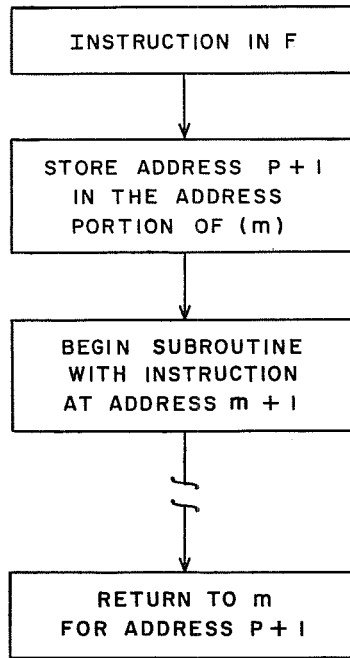 INSTRUCTION IN F
STORE ADDRESS P + 1
IN THE ADDRESS
PORTION OF (m)
BEGIN SUBROUTINE
WITH INSTRUCTION
AT ADDRESS m + 1
RETURN TO m
FOR ADDRESS P + 1